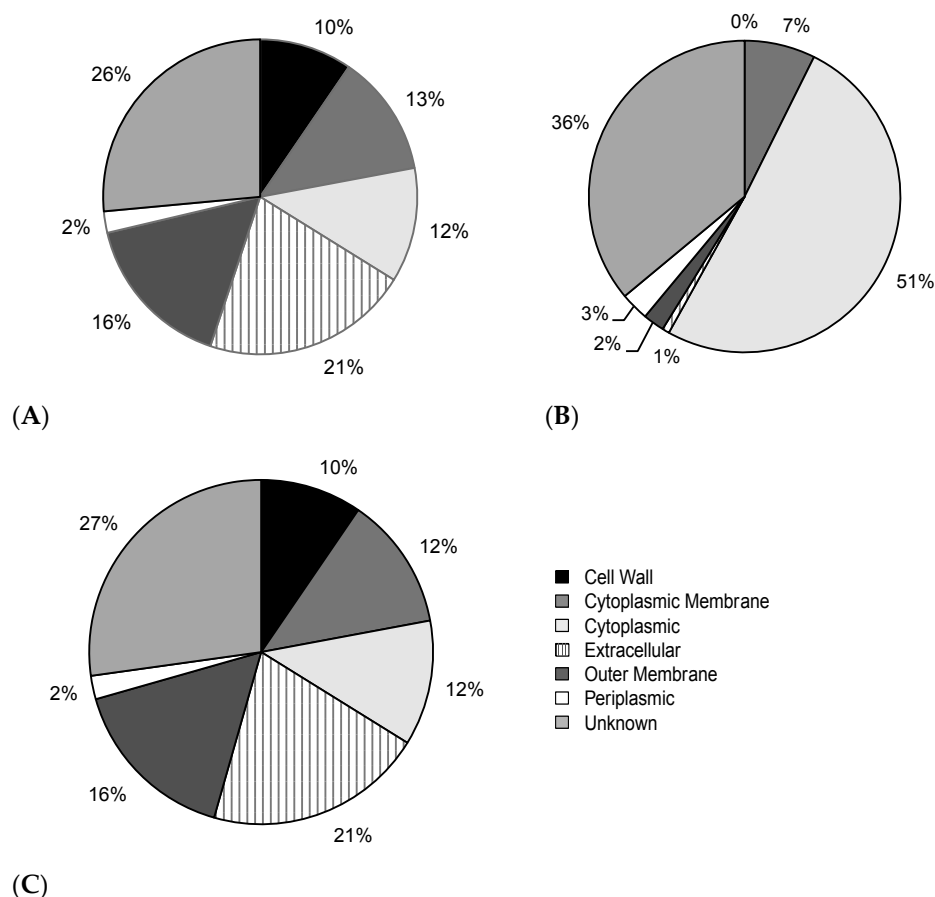 10%
13%
12%
21%
16%
2%
26%
(A)
0%
7%
51%
1%
2%
3%
36%
(B)
10%
12%
12%
21%
16%
2%
27%
(C)
Cell Wall
Cytoplasmic Membrane
Cytoplasmic
Extracellular
Outer Membrane
Periplasmic
Unknown